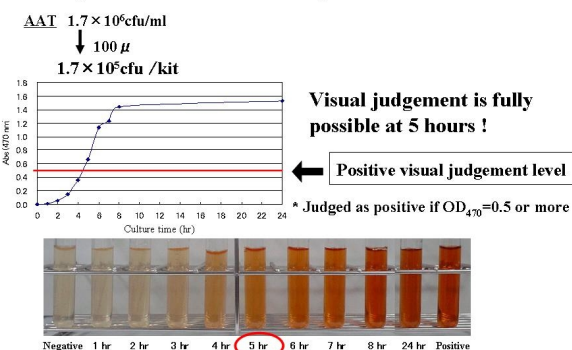 AAT 1.7×10⁶cfu/ml
100 μ
1.7×10⁵cfu /kit
1.8
1.6
1.4
1.2
1.0
0.8
0.6
0.4
0.2
0.0
Abs (470 nm)
0 1 2 3 4 6 8 10 12 14 16 18 20 22 24
Culture time (hr)
Visual judgement is fully
possible at 5 hours !
Positive visual judgement level
* Judged as positive if OD₄₇₀=0.5 or more
Negative 1 hr 2 hr 3 hr 4 hr 5 hr 6 hr 7 hr 8 hr 24 hr Positive